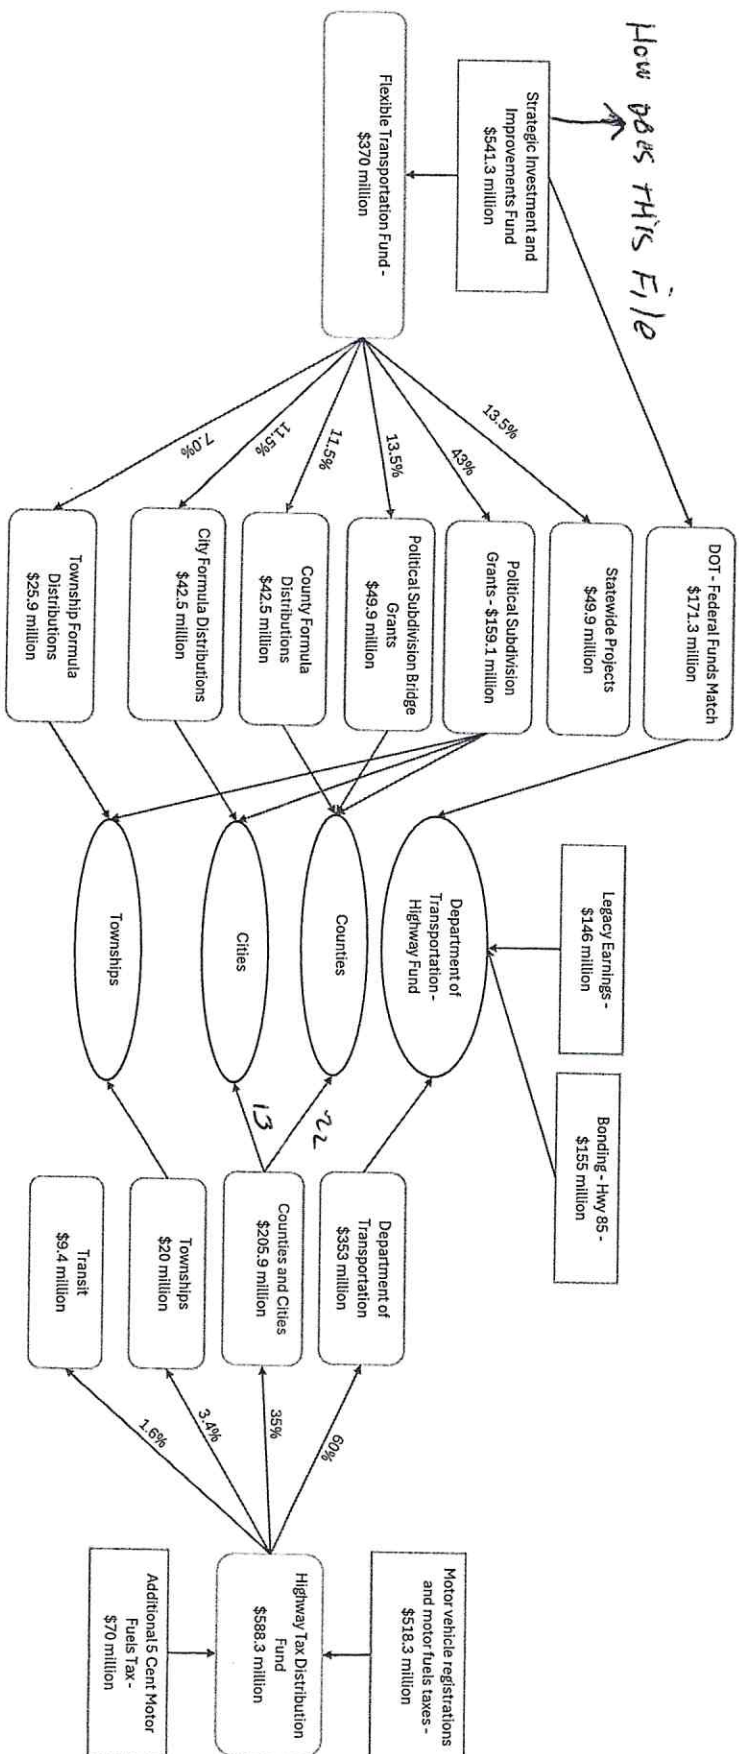 How DOES THIS File
Strategic Investment and
Improvements Fund
$541.3 million
Flexible Transportation Fund -
$370 million
13.5%
43%
13.5%
11.5%
11.5%
7.0%
DOT - Federal Funds Match
$171.3 million
Statewide Projects
$49.9 million
Political Subdivision
Grants - $159.1 million
Political Subdivision Bridge
Grants
$49.9 million
County Formula
Distributions
$42.5 million
City Formula Distributions
$42.5 million
Township Formula
Distributions
$25.9 million
Legacy Earnings -
$146 million
Bonding - Hwy 85 -
$155 million
Department of
Transportation -
Highway Fund
Counties
Cities
Townships
22
13
Department of
Transportation
$353 million
Counties and Cities
$205.9 million
Townships
$20 million
Transit
$9.4 million
60%
35%
3.4%
1.6%
Motor vehicle registrations
and motor fuels taxes -
$518.3 million
Highway Tax Distribution
Fund
$588.3 million
Additional 5 Cent Motor
Fuels Tax -
$70 million